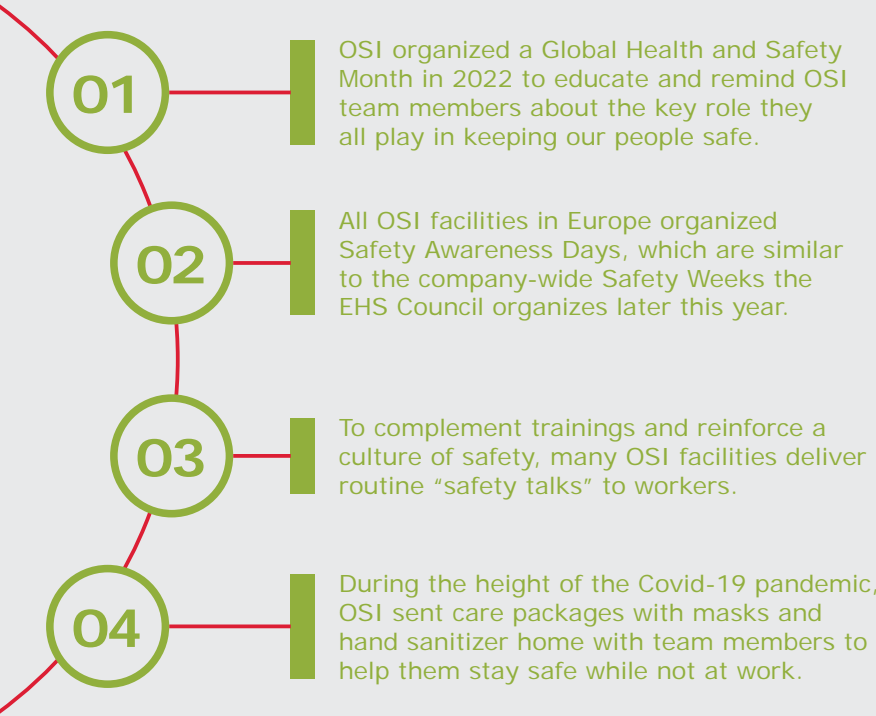 01
OSI organized a Global Health and Safety
Month in 2022 to educate and remind OSI
team members about the key role they
all play in keeping our people safe.
02
All OSI facilities in Europe organized
Safety Awareness Days, which are similar
to the company-wide Safety Weeks the
EHS Council organizes later this year.
03
To complement trainings and reinforce a
culture of safety, many OSI facilities deliver
routine “safety talks” to workers.
04
During the height of the Covid-19 pandemic,
OSI sent care packages with masks and
hand sanitizer home with team members to
help them stay safe while not at work.